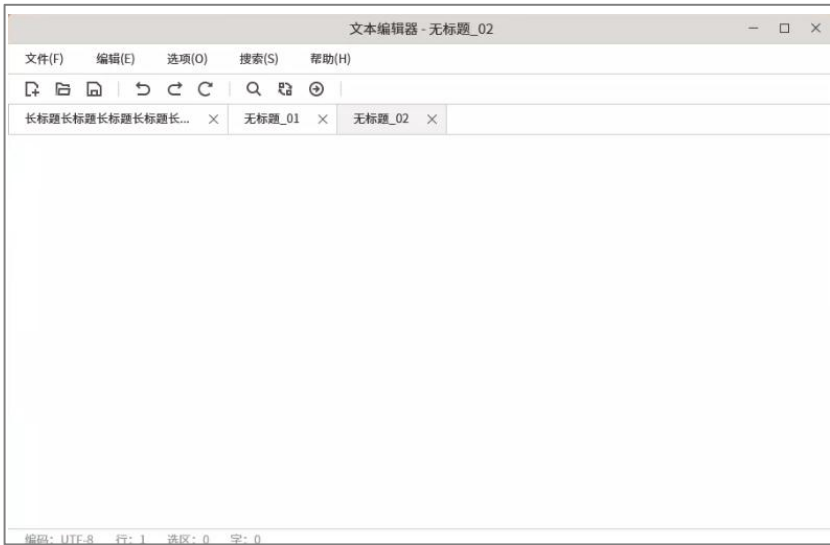 文本编辑器 - 无标题_02
文件(F) 编辑(E) 选项(O) 搜索(S) 帮助(H)
长标题长标题长标题长标题长... 无标题_01 无标题_02
编码: UTF-8 行: 1 选区: 0 字: 0